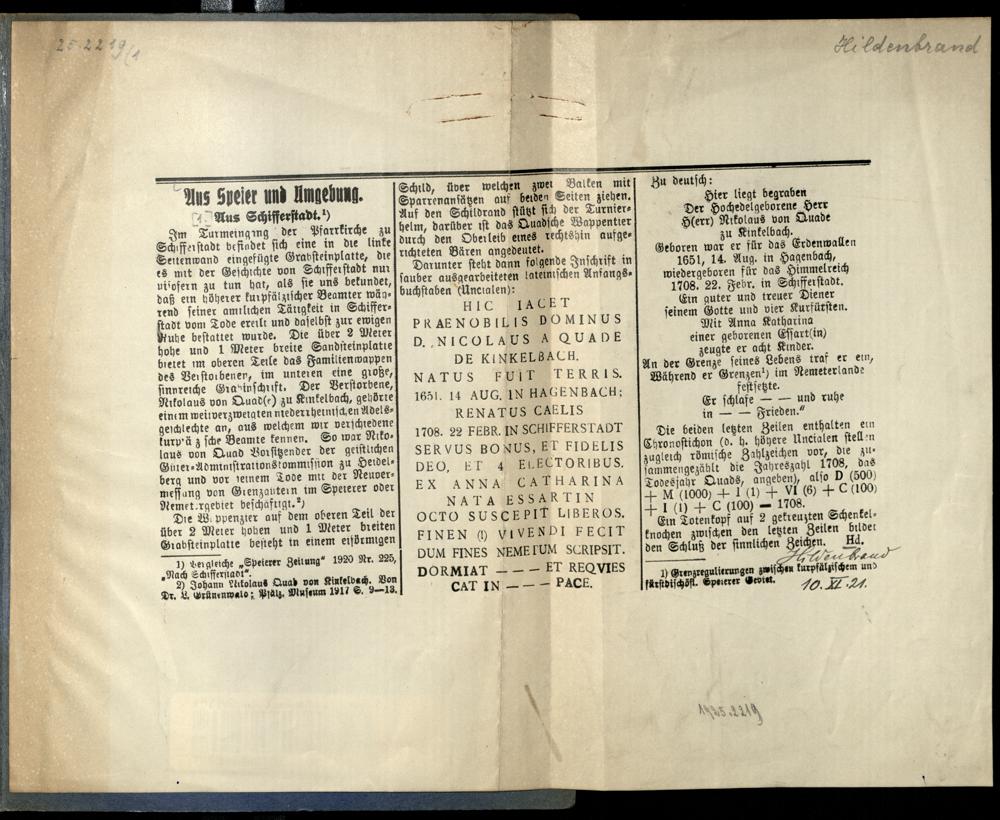 25.2219/1
Hildenbrand
Aus Speier und Umgebung.
Aus Schifferstadt.¹)
Im Turmeingang der Pfarrkirche zu
Schifferstadt befindet sich eine in die linke
Seitenwand eingefügte Grabsteinplatte, die
es mit der Geschichte von Schifferstadt nur
insofern zu tun hat, als sie uns bekundet,
daß ein höherer kurpfälzischer Beamter wäh-
rend seiner amtlichen Tätigkeit in Schiffer-
stadt vom Tode ereilt und daselbst zur ewigen
Ruhe bestattet wurde. Die über 2 Meter
hohe und 1 Meter breite Sandsteinplatte
bietet im oberen Teile das Familienwappen
des Verstorbenen, im unteren eine große,
sinnreiche Grabinschrift. Der Verstorbene,
Nikolaus von Quad(e) zu Kinkelbach, gehörte
einem weitverzweigten niederrheinischen Adels-
geschlechte an, aus welchem wir verschiedene
kurpfälzische Beamte kennen. So war Niko-
laus von Quad Vorsitzender der geistlichen
Güter-Administrationskommission zu Heidel-
berg und vor seinem Tode mit der Neuver-
messung von Grenzäntern im Speierer oder
Nemetergebiet beschäftigt.²)
Die Wappenzier auf dem oberen Teil der
über 2 Meter hohen und 1 Meter breiten
Grabsteinplatte besteht in einem eiförmigen
1) Vergleiche „Speierer Zeitung" 1920 Nr. 225,
„Nach Schifferstadt".
2) Johann Nikolaus Quad von Kinkelbach. Von
Dr. L. Grünenwald; Pfälz. Museum 1917 S. 9—13.
Schild, über welchen zwei Balken mit
Sparrenansätzen auf beiden Seiten ziehen.
Auf den Schildrand stützt sich der Turnier-
helm, darüber ist das Quadische Wappentier
durch den Oberleib eines rechtshin aufge-
richteten Bären angedeutet.
Darunter steht dann folgende Inschrift in
sauber ausgearbeiteten lateinischen Anfangs-
buchstaben (Uncialen):
HIC IACET
PRAENOBILIS DOMINUS
D. NICOLAUS A QUADE
DE KINKELBACH.
NATUS FUIT TERRIS.
1651. 14 AUG. IN HAGENBACH;
RENATUS CAELIS
1708. 22 FEBR. IN SCHIFFERSTADT
SERVUS BONUS, ET FIDELIS
DEO, ET 4 ELECTORIBUS.
EX ANNA CATHARINA
NATA ESSARTIN
OCTO SUSCEPIT LIBEROS.
FINEN (!) VIVENDI FECIT
DUM FINES NEMETUM SCRIPSIT.
DORMIAT — — — ET REQVIES
CAT IN — — — PACE.
Zu deutsch:
Hier liegt begraben
Der Hochedelgeborene Herr
H(err) Nikolaus von Quade
zu Kinkelbach.
Geboren war er für das Erdenwallen
1651, 14. Aug. in Hagenbach,
wiedergeboren für das Himmelreich
1708. 22. Febr. in Schifferstadt.
Ein guter und treuer Diener
seinem Gotte und vier Kurfürsten.
Mit Anna Katharina
einer geborenen Essart(in)
zeugte er acht Kinder.
An der Grenze seines Lebens traf er ein,
Während er Grenzen¹) im Nemeterlande
festsetzte.
Er schlafe — — und ruhe
in — — Frieden."
Die beiden letzten Zeilen enthalten ein
Chronostichon (d. h. höhere Uncialen stellen
zugleich römische Zahlzeichen vor, die zu-
sammengezählt die Jahreszahl 1708, das
Todesjahr Quads, angeben), also D (500)
+ M (1000) + I (1) + VI (6) + C (100)
+ I (1) + C (100) = 1708.
Ein Totenkopf auf 2 gekreuzten Schenkel-
knochen zwischen den letzten Zeilen bildet
den Schluß der sinnlichen Zeichen. Hd.
Hildenbrand
1) Grenzregulierungen zwischen kurpfälzischem und
fürstbischöfl. Speierer Gebiet.
10. XI. 21.
1925.2219